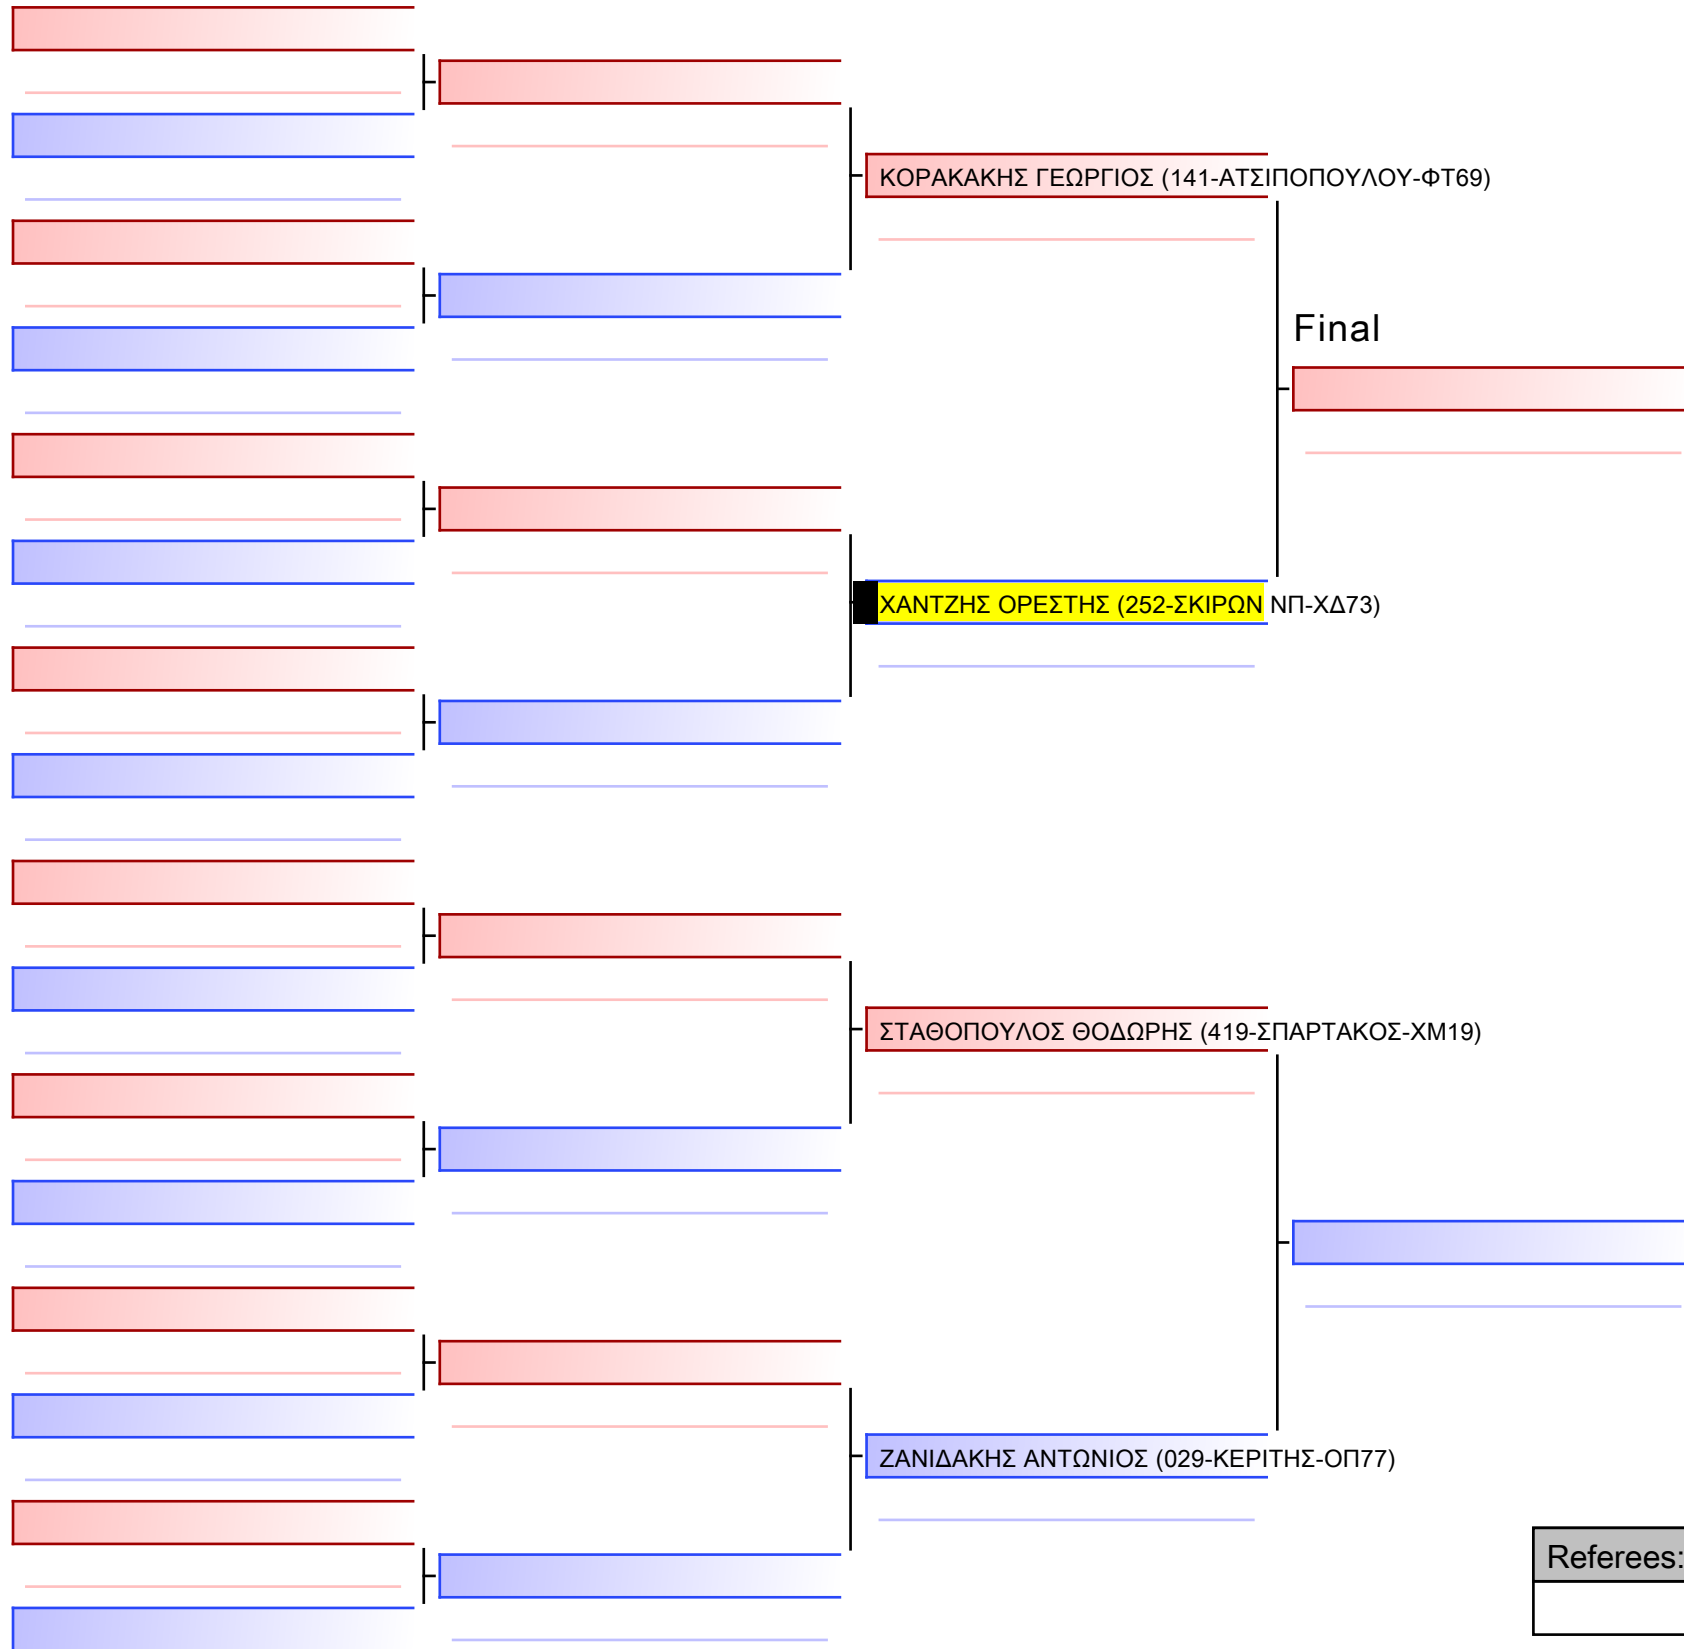 ΚΟΡΑΚΑΚΗΣ ΓΕΩΡΓΙΟΣ (141-ΑΤΣΙΠΟΠΟΥΛΟΥ-ΦΤ69)
Final
ΧΑΝΤΖΗΣ ΟΡΕΣΤΗΣ (252-ΣΚΙΡΩΝ ΝΠ-ΧΔ73)
ΣΤΑΘΟΠΟΥΛΟΣ ΘΟΔΩΡΗΣ (419-ΣΠΑΡΤΑΚΟΣ-ΧΜ19)
ΖΑΝΙΔΑΚΗΣ ΑΝΤΩΝΙΟΣ (029-ΚΕΡΙΤΗΣ-ΟΠ77)
Referees: